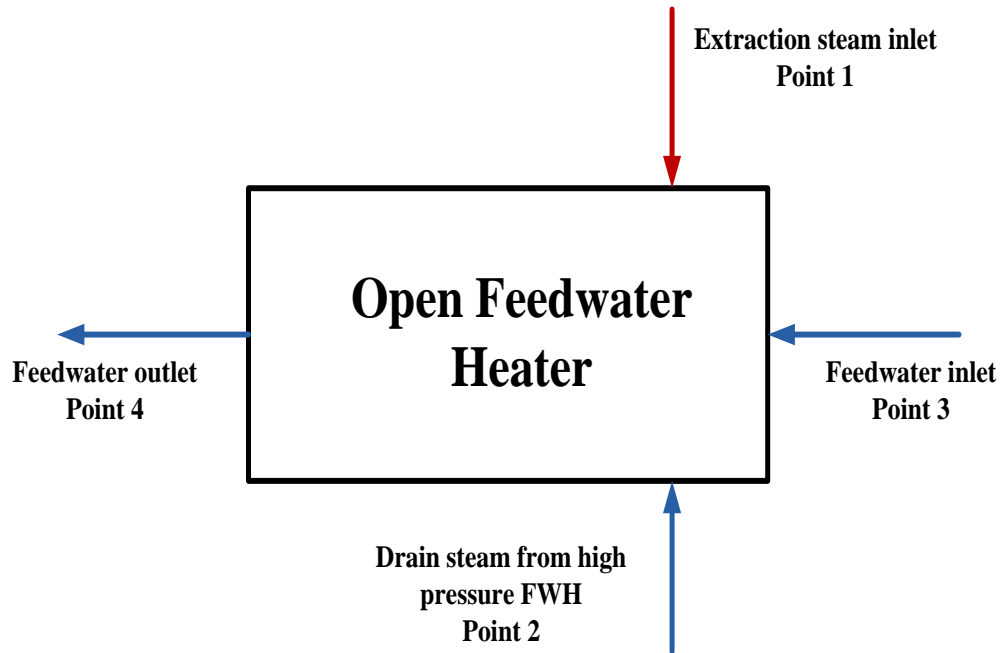 Extraction steam inlet
Point 1
Open Feedwater
Heater
Feedwater outlet
Point 4
Feedwater inlet
Point 3
Drain steam from high
pressure FWH
Point 2